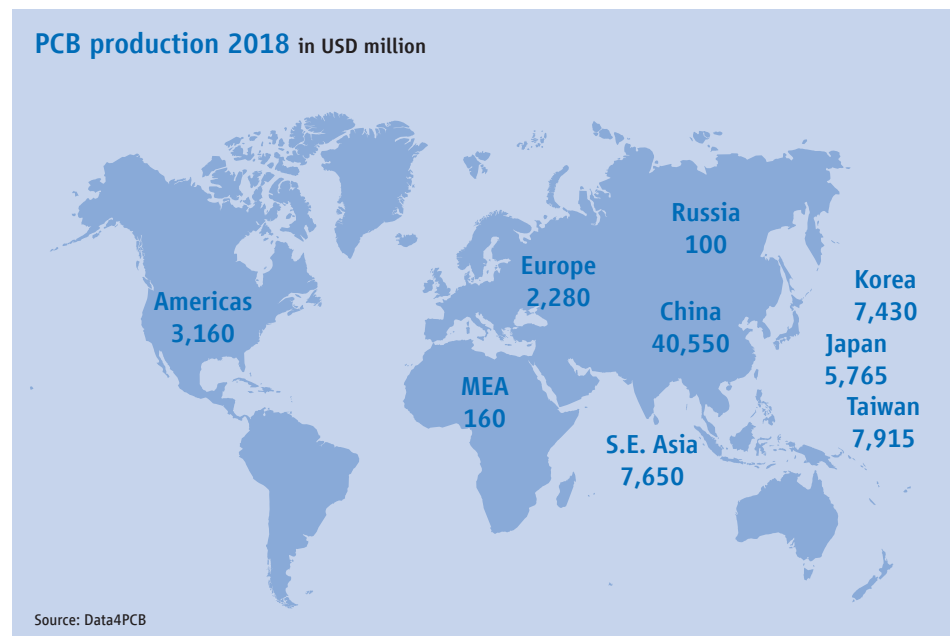 PCB production 2018 in USD million
Russia
100
Europe
2,280
Americas
3,160
China
40,550
Korea
7,430
Japan
5,765
MEA
160
Taiwan
7,915
S.E. Asia
7,650
Source: Data4PCB